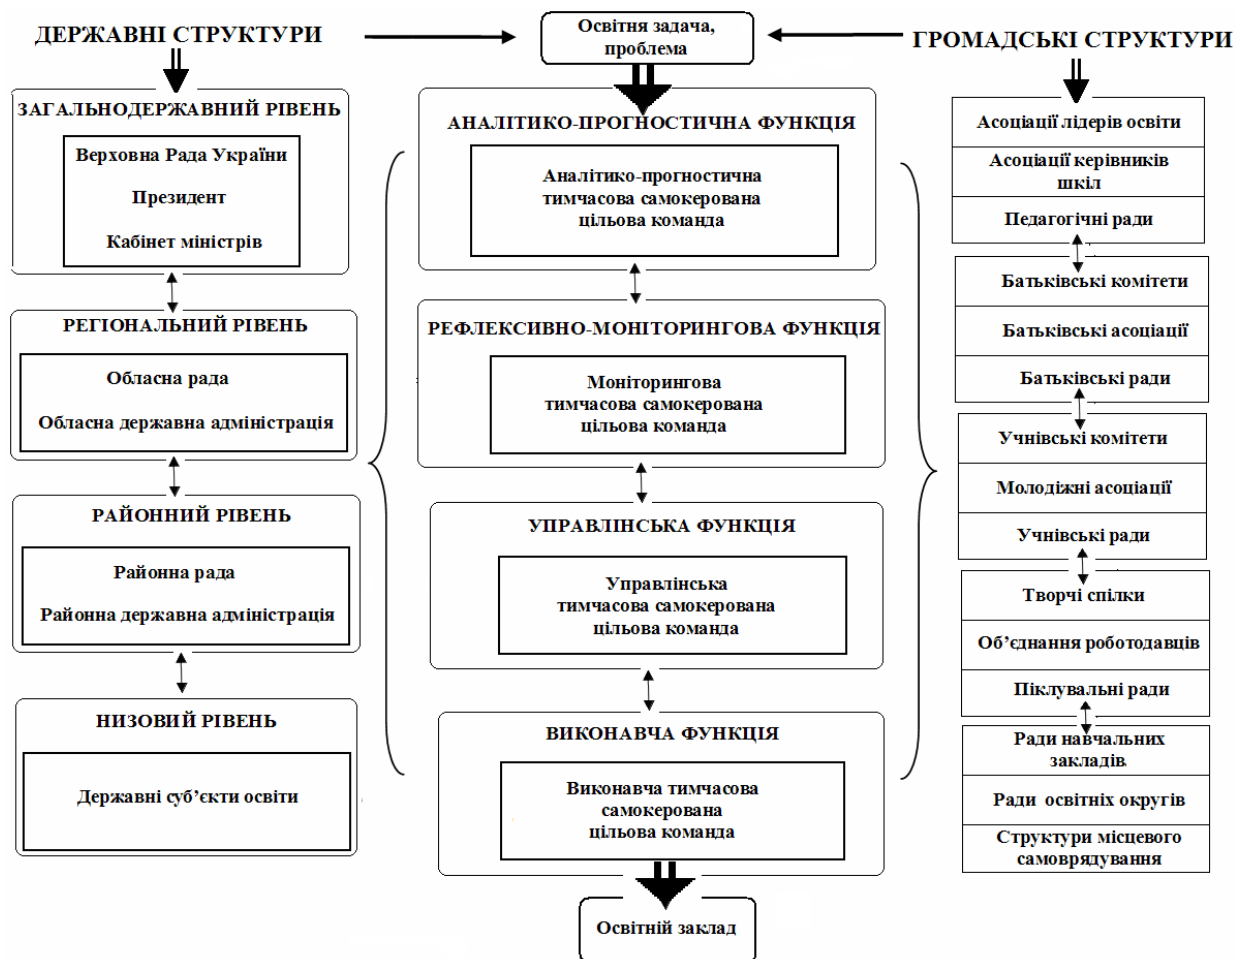 ДЕРЖАВНІ СТРУКТУРИ
Освітня задача,
проблема
ГРОМАДСЬКІ СТРУКТУРИ
ЗАГАЛЬНОДЕРЖАВНИЙ РІВЕНЬ
Верховна Рада України
Президент
Кабінет міністрів
РЕГІОНАЛЬНИЙ РІВЕНЬ
Обласна рада
Обласна державна адміністрація
РАЙОННИЙ РІВЕНЬ
Районна рада
Районна державна адміністрація
НИЗОВИЙ РІВЕНЬ
Державні суб’єкти освіти
АНАЛІТИКО-ПРОГНОСТИЧНА ФУНКЦІЯ
Аналітико-прогностична
тимчасова самокерована
цільова команда
РЕФЛЕКСИВНО-МОНІТОРИНГОВА ФУНКЦІЯ
Моніторингова
тимчасова самокерована
цільова команда
УПРАВЛІНСЬКА ФУНКЦІЯ
Управлінська
тимчасова самокерована
цільова команда
ВИКОНАВЧА ФУНКЦІЯ
Виконавча тимчасова
самокерована
цільова команда
Освітній заклад
Асоціації лідерів освіти
Асоціації керівників
шкіл
Педагогічні ради
Батьківські комітети
Батьківські асоціації
Батьківські ради
Учнівські комітети
Молодіжні асоціації
Учнівські ради
Творчі спілки
Об’єднання роботодавців
Піклувальні ради
Ради навчальних
закладів
Ради освітніх округів
Структури місцевого
самоврядування